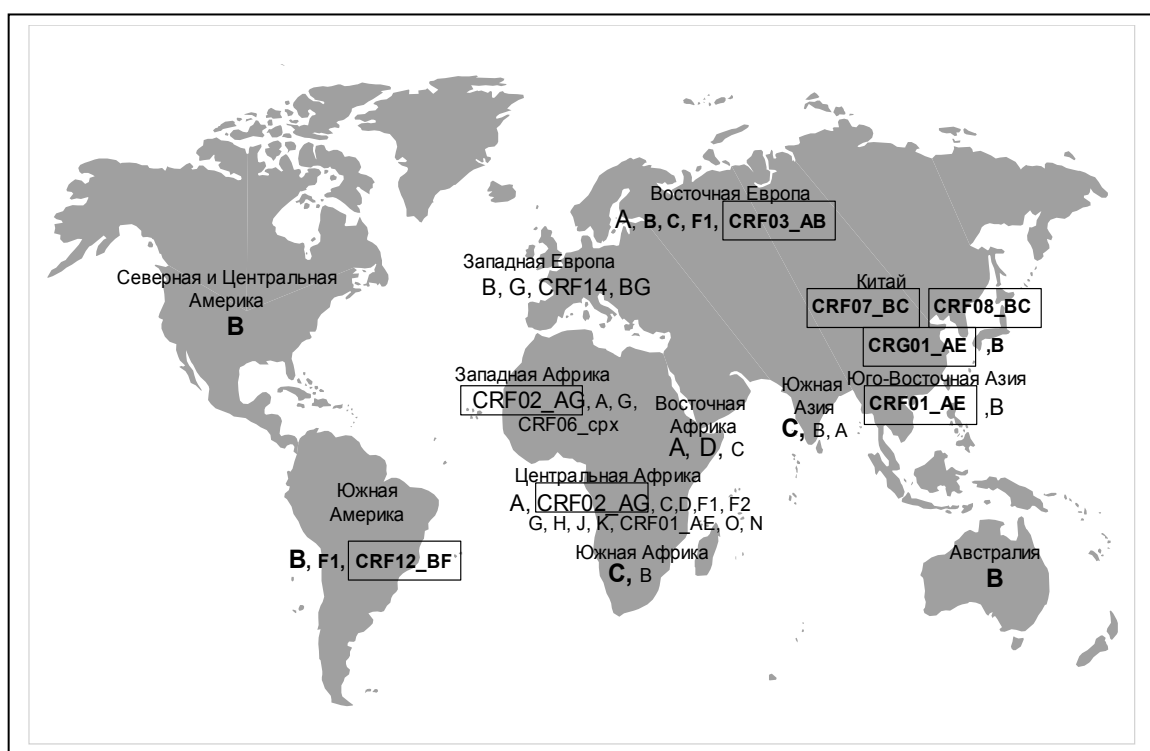 Восточная Европа
A, B, C, F1, CRF03_AB
Западная Европа
B, G, CRF14, BG
Северная и Центральная
Америка
B
Китай
CRF07_BC CRF08_BC
CRG01_AE ,B
Западная Африка
CRF02_AG, A, G,
CRF06_cpx
Восточная
Африка
A, D, C
Южная
Азия
C, B, A
Юго-Восточная Азия
CRF01_AE ,B
Центральная Африка
A, CRF02_AG, C,D,F1, F2
G, H, J, K, CRF01_AE, O, N
Южная
Америка
B, F1, CRF12_BF
Южная Африка
C, B
Австралия
B